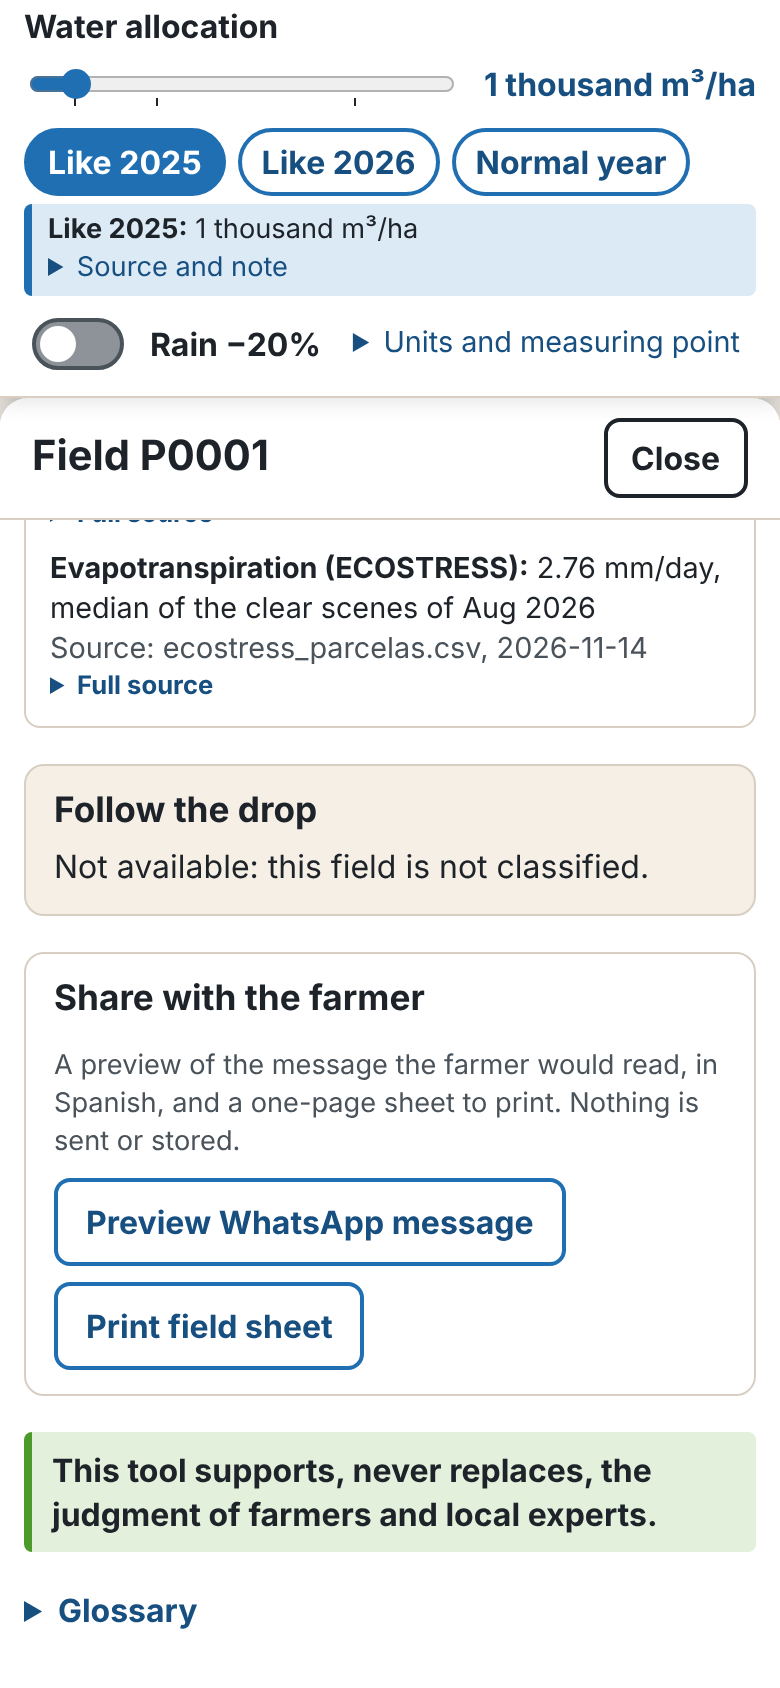 Water allocation
1 thousand m³/ha
Like 2025
Like 2026
Normal year
Like 2025: 1 thousand m³/ha
Source and note
Rain −20%
Units and measuring point
Field P0001
Close
Evapotranspiration (ECOSTRESS): 2.76 mm/day,
median of the clear scenes of Aug 2026
Source: ecostress_parcelas.csv, 2026-11-14
Full source
Follow the drop
Not available: this field is not classified.
Share with the farmer
A preview of the message the farmer would read, in
Spanish, and a one-page sheet to print. Nothing is
sent or stored.
Preview WhatsApp message
Print field sheet
This tool supports, never replaces, the
judgment of farmers and local experts.
Glossary